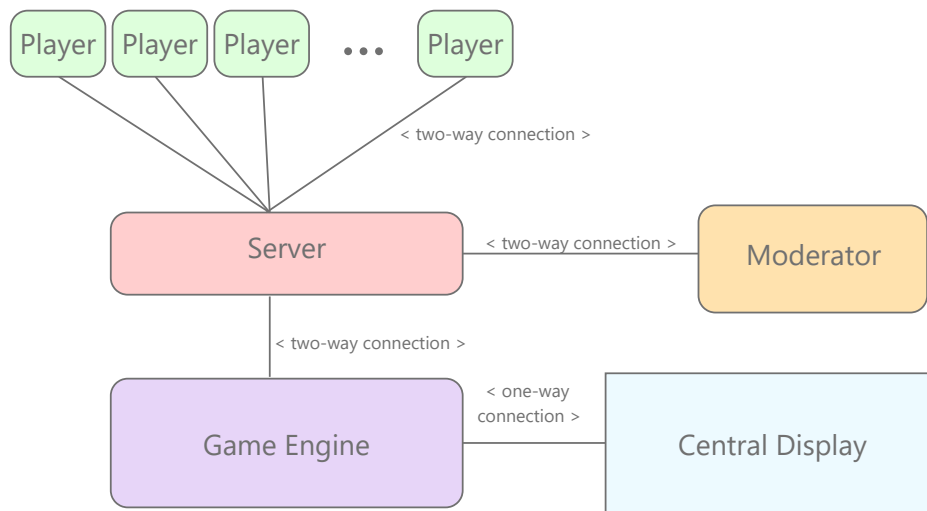 Player Player Player ... Player
< two-way connection >
Server
< two-way connection >
Moderator
< two-way connection >
Game Engine
< one-way
connection >
Central Display